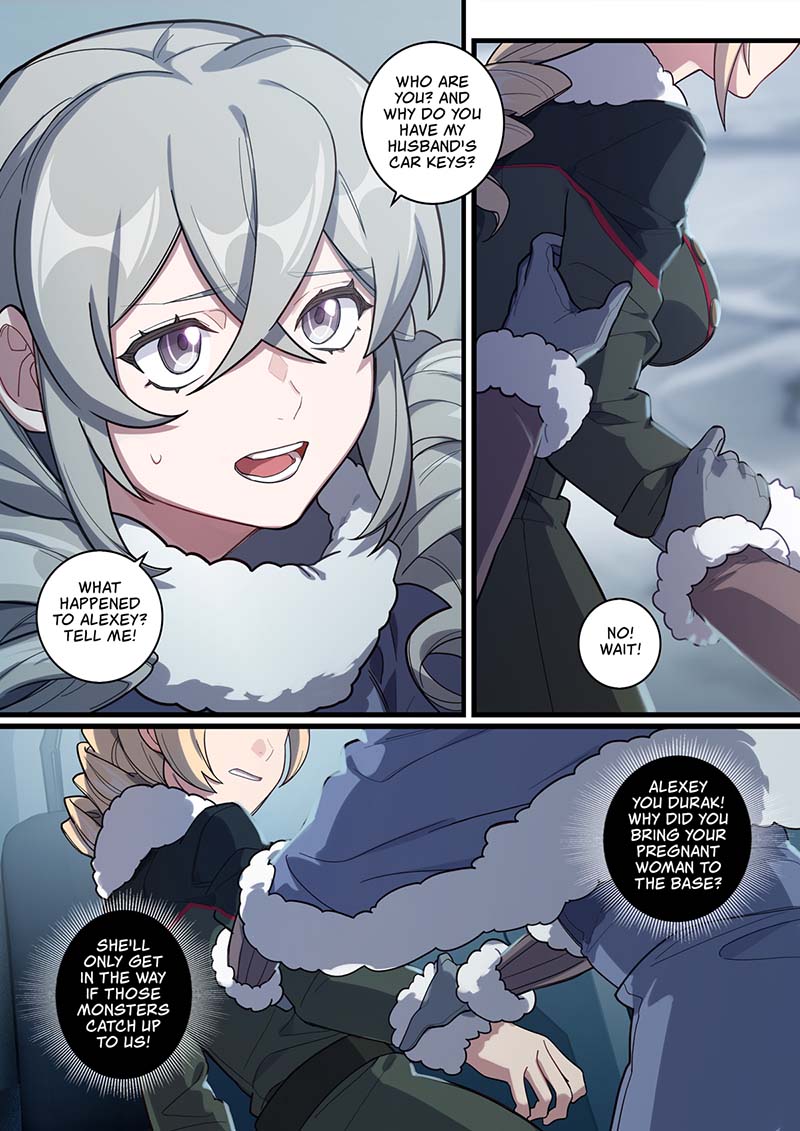 WHO ARE
YOU? AND
WHY DO YOU
HAVE MY
HUSBAND'S
CAR KEYS?
WHAT
HAPPENED
TO ALEXEY?
TELL ME!
NO!
WAIT!
ALEXEY
YOU DURAK!
WHY DID YOU
BRING YOUR
PREGNANT
WOMAN TO
THE BASE?
SHE'LL
ONLY GET
IN THE WAY
IF THOSE
MONSTERS
CATCH UP
TO US!